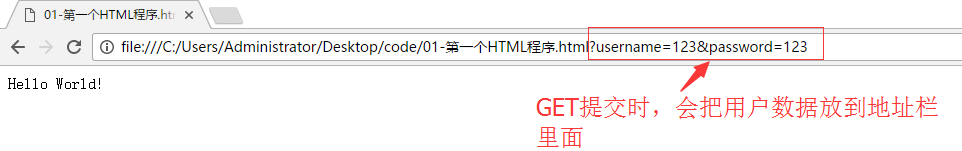 01-第一个HTML程序.htm
file:///C:/Users/Administrator/Desktop/code/01-第一个HTML程序.html?username=123&password=123
Hello World!
GET提交时，会把用户数据放到地址栏
里面